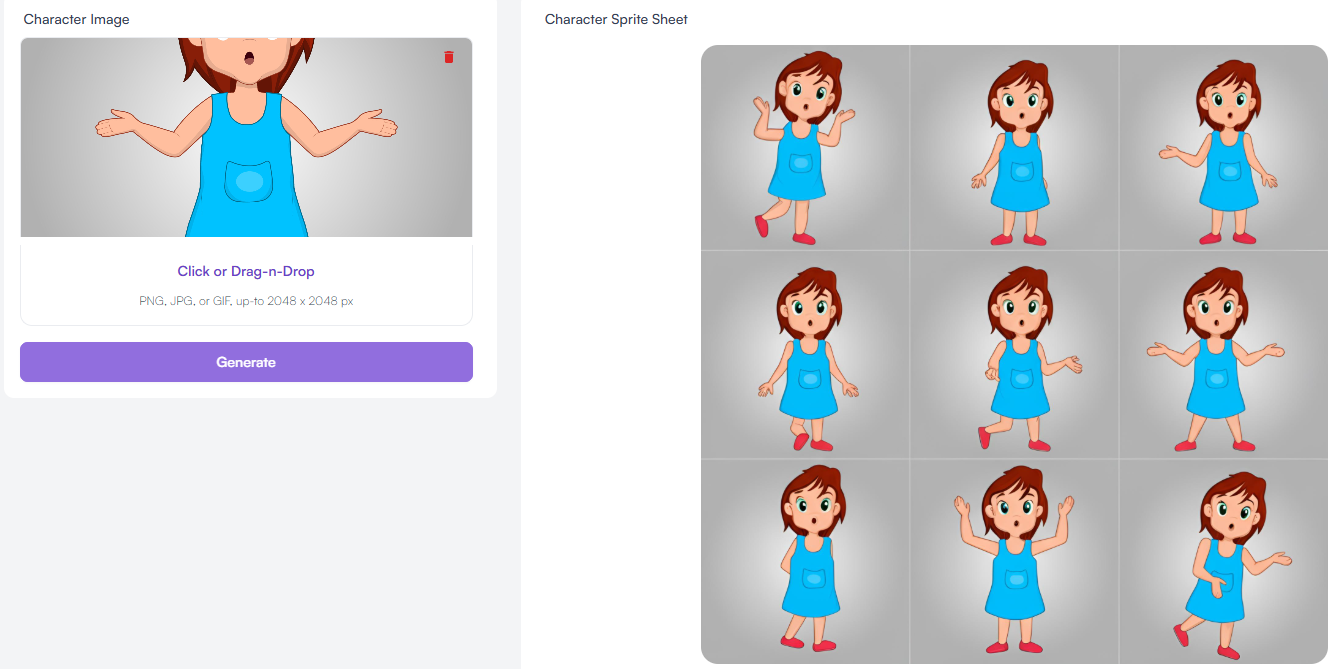 Character Image
Character Sprite Sheet
Click or Drag-n-Drop
PNG, JPG, or GIF, up-to 2048 x 2048 px
Generate